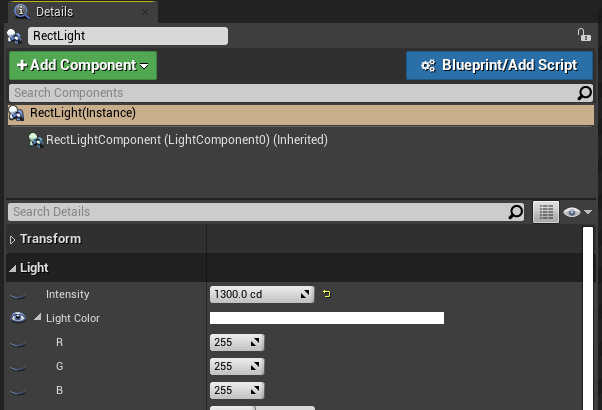 Details
RectLight
+ Add Component
Blueprint/Add Script
Search Components
RectLight(Instance)
RectLightComponent (LightComponent0) (Inherited)
Search Details
Transform
Light
Intensity 1300.0 cd
Light Color
R 255
G 255
B 255